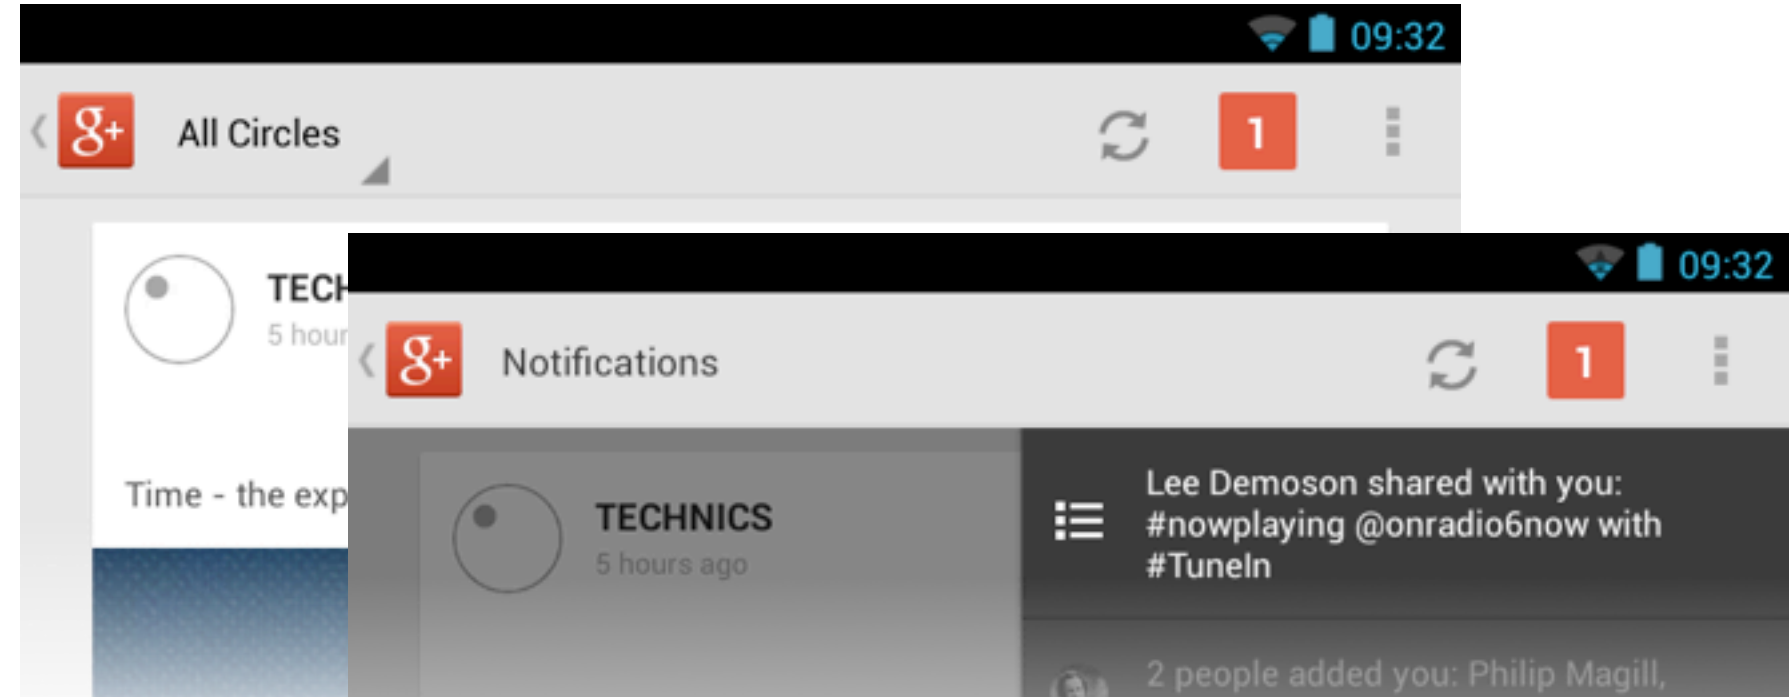 09:32
g+ All Circles 1
TECH
5 hour
Time - the exp
09:32
g+ Notifications 1
TECHNICS
5 hours ago
Lee Demoson shared with you:
#nowplaying @onradio6now with
#TuneIn
2 people added you: Philip Magill,